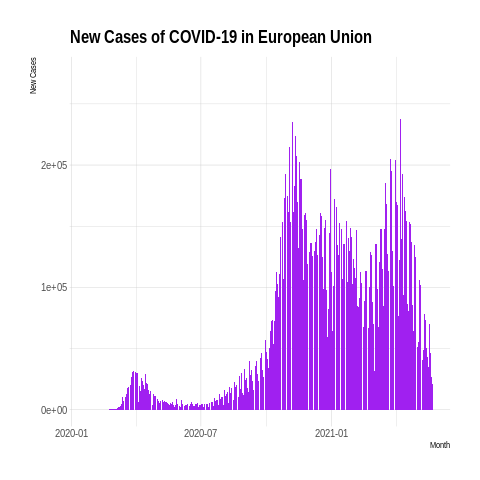 New Cases of COVID-19 in European Union
New Cases
2e+05
1e+05
0e+00
2020-01 2020-07 2021-01
Month